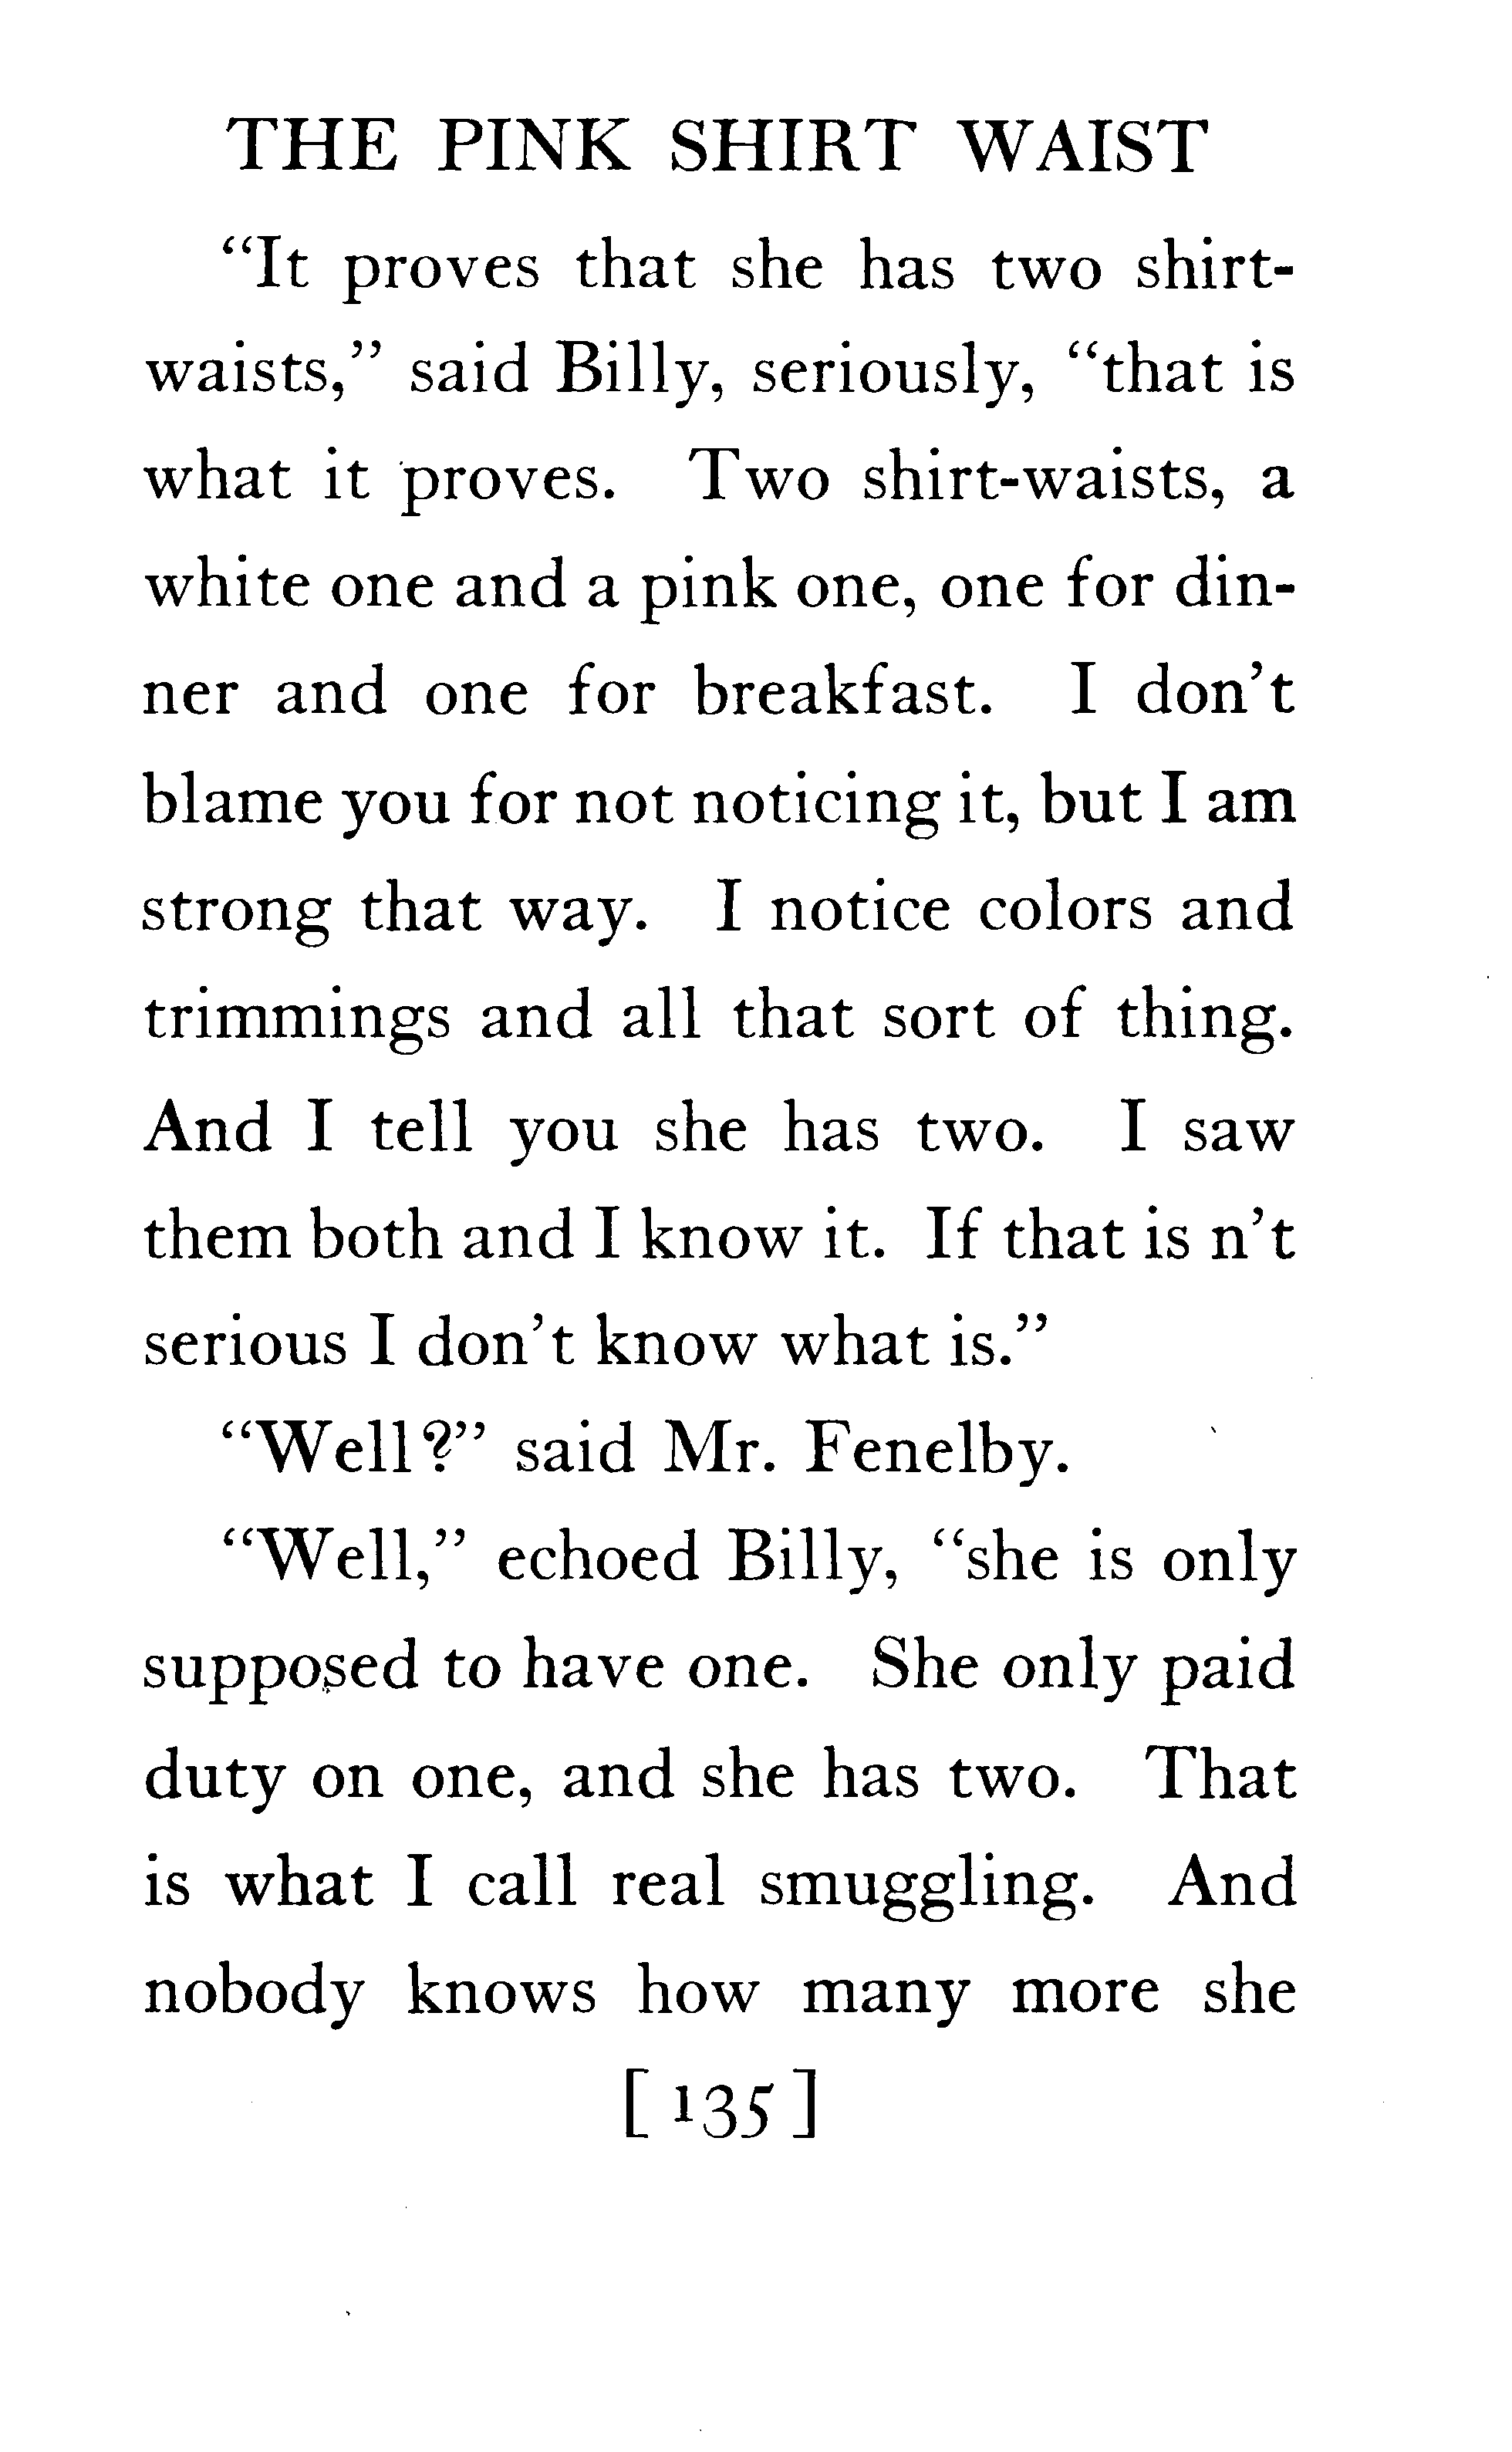 THE PINK SHIRT WAIST
“It proves that she has two shirt-
waists,” said Billy, seriously, “that is
what it proves. Two shirt-waists, a
white one and a pink one, one for din-
ner and one for breakfast. I don’t
blame you for not noticing it, but I am
strong that way. I notice colors and
trimmings and all that sort of thing.
And I tell you she has two. I saw
them both and I know it. If that is n’t
serious I don’t know what is.”
“Well?” said Mr. Fenelby.
“Well,” echoed Billy, “she is only
supposed to have one. She only paid
duty on one, and she has two. That
is what I call real smuggling. And
nobody knows how many more she
[135]